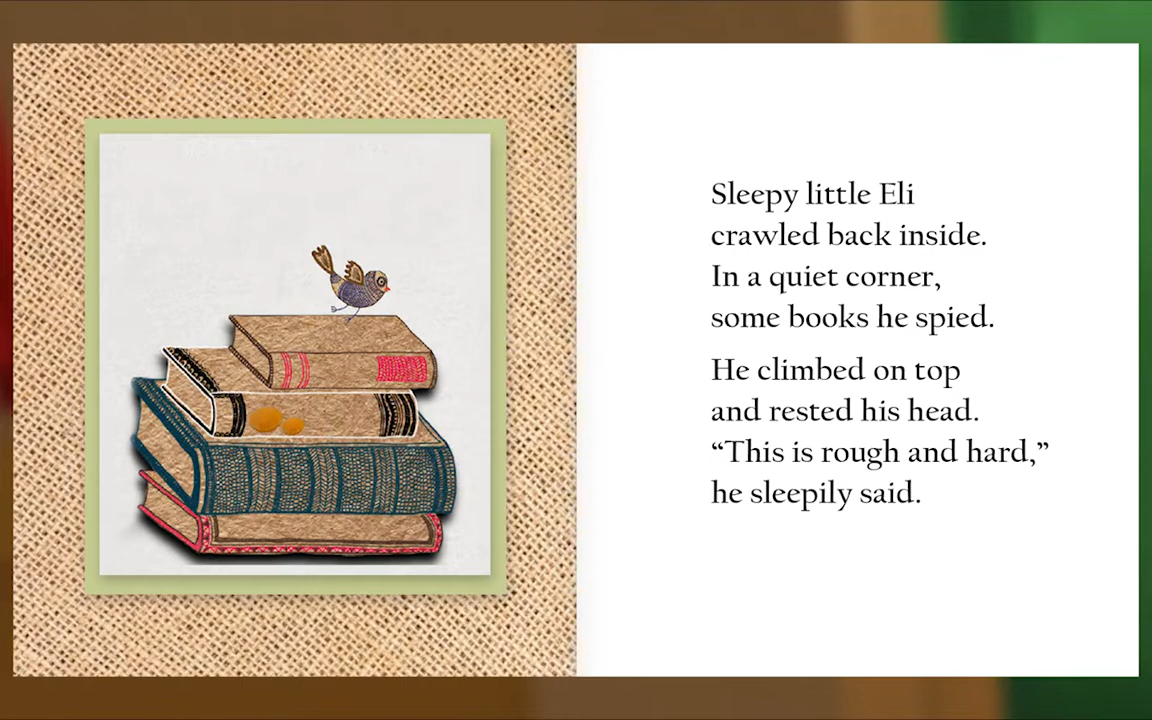 Sleepy little Eli
crawled back inside.
In a quiet corner,
some books he spied.
He climbed on top
and rested his head.
“This is rough and hard,”
he sleepily said.